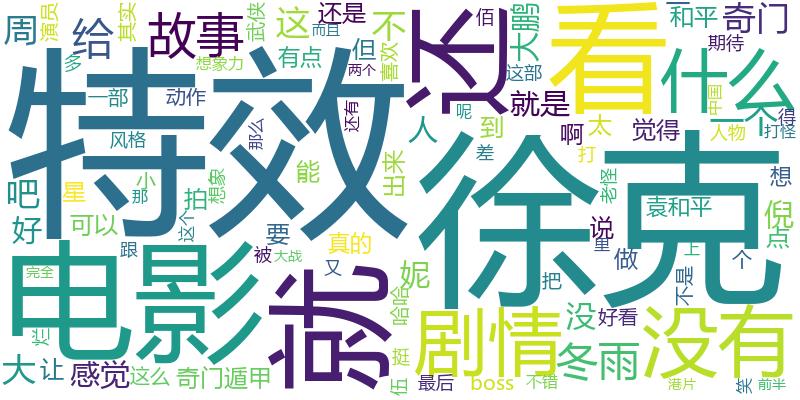 周
给
故事
这
还是
武侠
不
但
喜欢
大鹏
佰
和平
一
奇门
期待
演员
其实
多
一部
动作
想象力
有点
而且
两个
还有
那么
这部
还
看
什么
一个
得
中国
打怪
人物
特效
风格
就是
人
呢
到
差
啊
太
打
觉得
吧
星
小
那
想象
好
可以
拍
这个
能
出来
徐克
老怪
想
袁和平
倪
点
说
里
跟
要
被
大战
真的
又
完全
电影
就
妮
哈哈
把
做
不是
上
个
烂
大
让
感觉
这么
奇门遁甲
挺
伍
最后
剧情
boss
没
好看
冬雨
不错
没有
港片
笑
前半